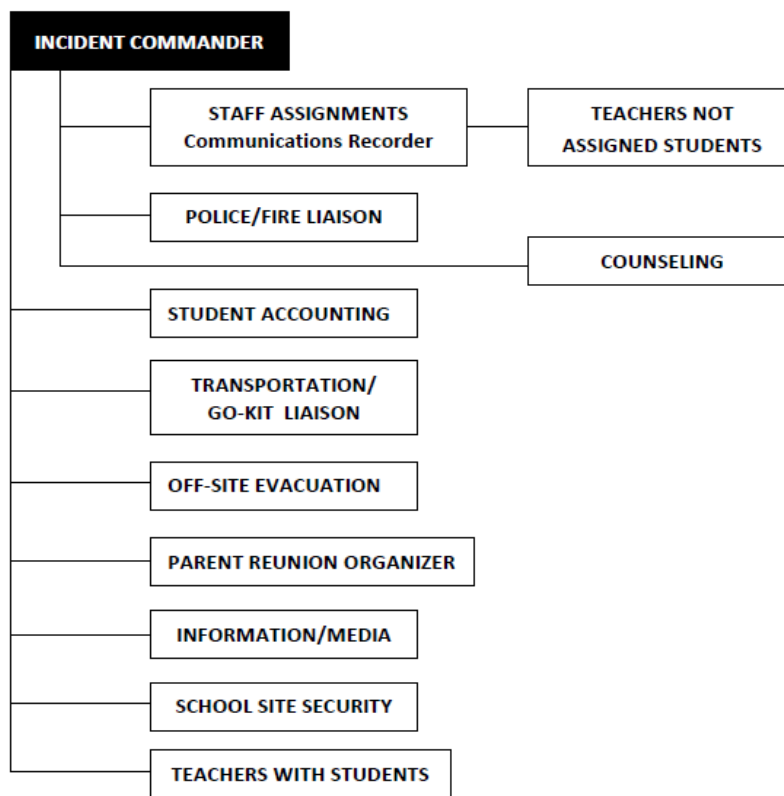 INCIDENT COMMANDER
STAFF ASSIGNMENTS
Communications Recorder
TEACHERS NOT
ASSIGNED STUDENTS
POLICE/FIRE LIAISON
COUNSELING
STUDENT ACCOUNTING
TRANSPORTATION/
GO-KIT LIAISON
OFF-SITE EVACUATION
PARENT REUNION ORGANIZER
INFORMATION/MEDIA
SCHOOL SITE SECURITY
TEACHERS WITH STUDENTS